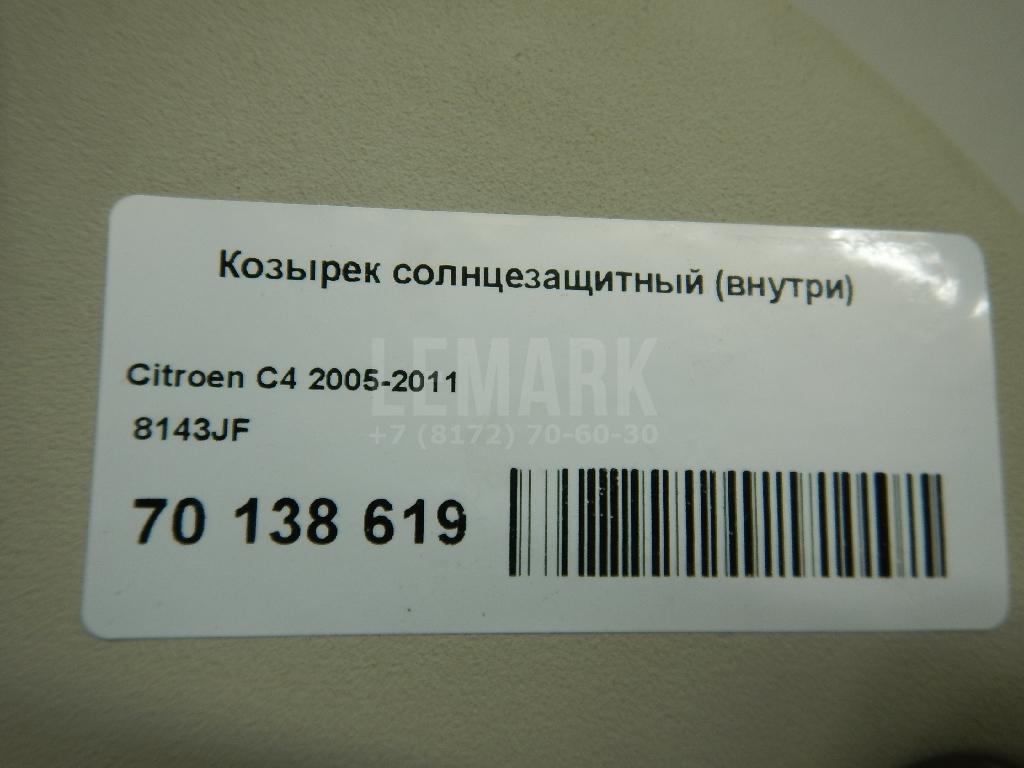 Козырек солнцезащитный (внутри)
Citroen C4 2005-2011
LEMARK
8143JF
+7 (8172) 70-60-30
70 138 619